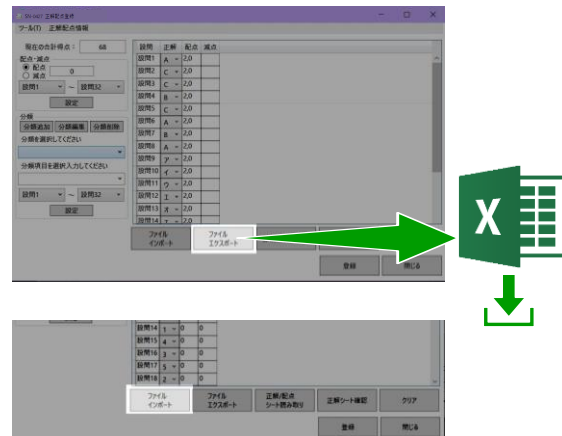 SN-0401 正解配点登録
ツール(T) 正解配点情報
現在の合計得点： 68
配点・減点
配点
減点
0
設問1 ～ 設問32
設定
分類
分類追加 分類編集 分類削除
分類を選択してください
分類項目を選択入力してください
設問1 ～ 設問32
設定
設問 正解 配点 減点
設問1 A 2,0
設問2 C 2,0
設問3 C 2,0
設問4 B 2,0
設問5 C 2,0
設問6 A 2,0
設問7 B 2,0
設問8 A 2,0
設問9 ア 2,0
設問10 イ 2,0
設問11 ウ 2,0
設問12 エ 2,0
設問13 オ 2,0
設問14 2,0
ファイル
インポート
ファイル
エクスポート
登録 閉じる
X
設問14 1 0 0
設問15 4 0 0
設問16 3 0 0
設問17 5 0 0
設問18 2 0 0
ファイル
インポート
ファイル
エクスポート
正解/配点
シート読み取り
正解シート確認
クリア
登録 閉じる